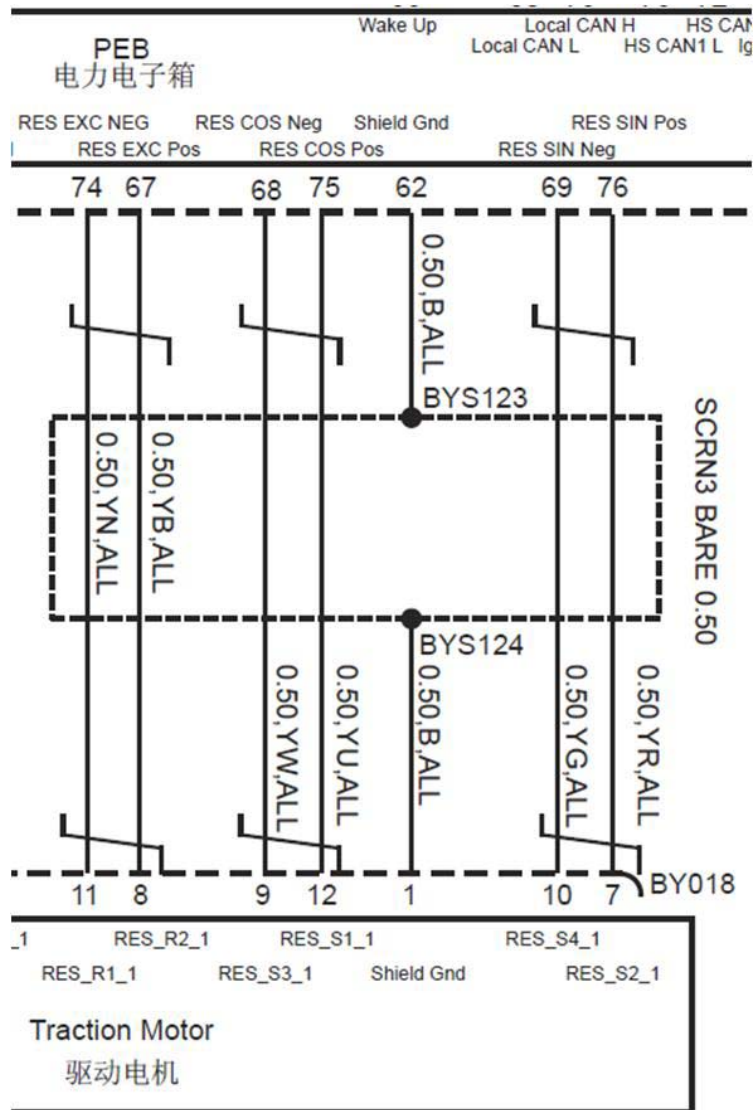 Wake Up
Local CAN H
HS CAN
Local CAN L
HS CAN1 L
PEB
电力电子箱
RES EXC NEG
RES COS Neg
Shield Gnd
RES SIN Pos
RES EXC Pos
RES COS Pos
RES SIN Neg
74
67
68
75
62
69
76
0.50,B,ALL
BYS123
0.50,YN,ALL
0.50,YB,ALL
SCRN3 BARE 0.50
BYS124
0.50,YW,ALL
0.50,YU,ALL
0.50,B,ALL
0.50,YG,ALL
0.50,YR,ALL
11
8
9
12
1
10
7
BY018
_1
RES_R2_1
RES_S1_1
RES_S4_1
RES_R1_1
RES_S3_1
Shield Gnd
RES_S2_1
Traction Motor
驱动电机